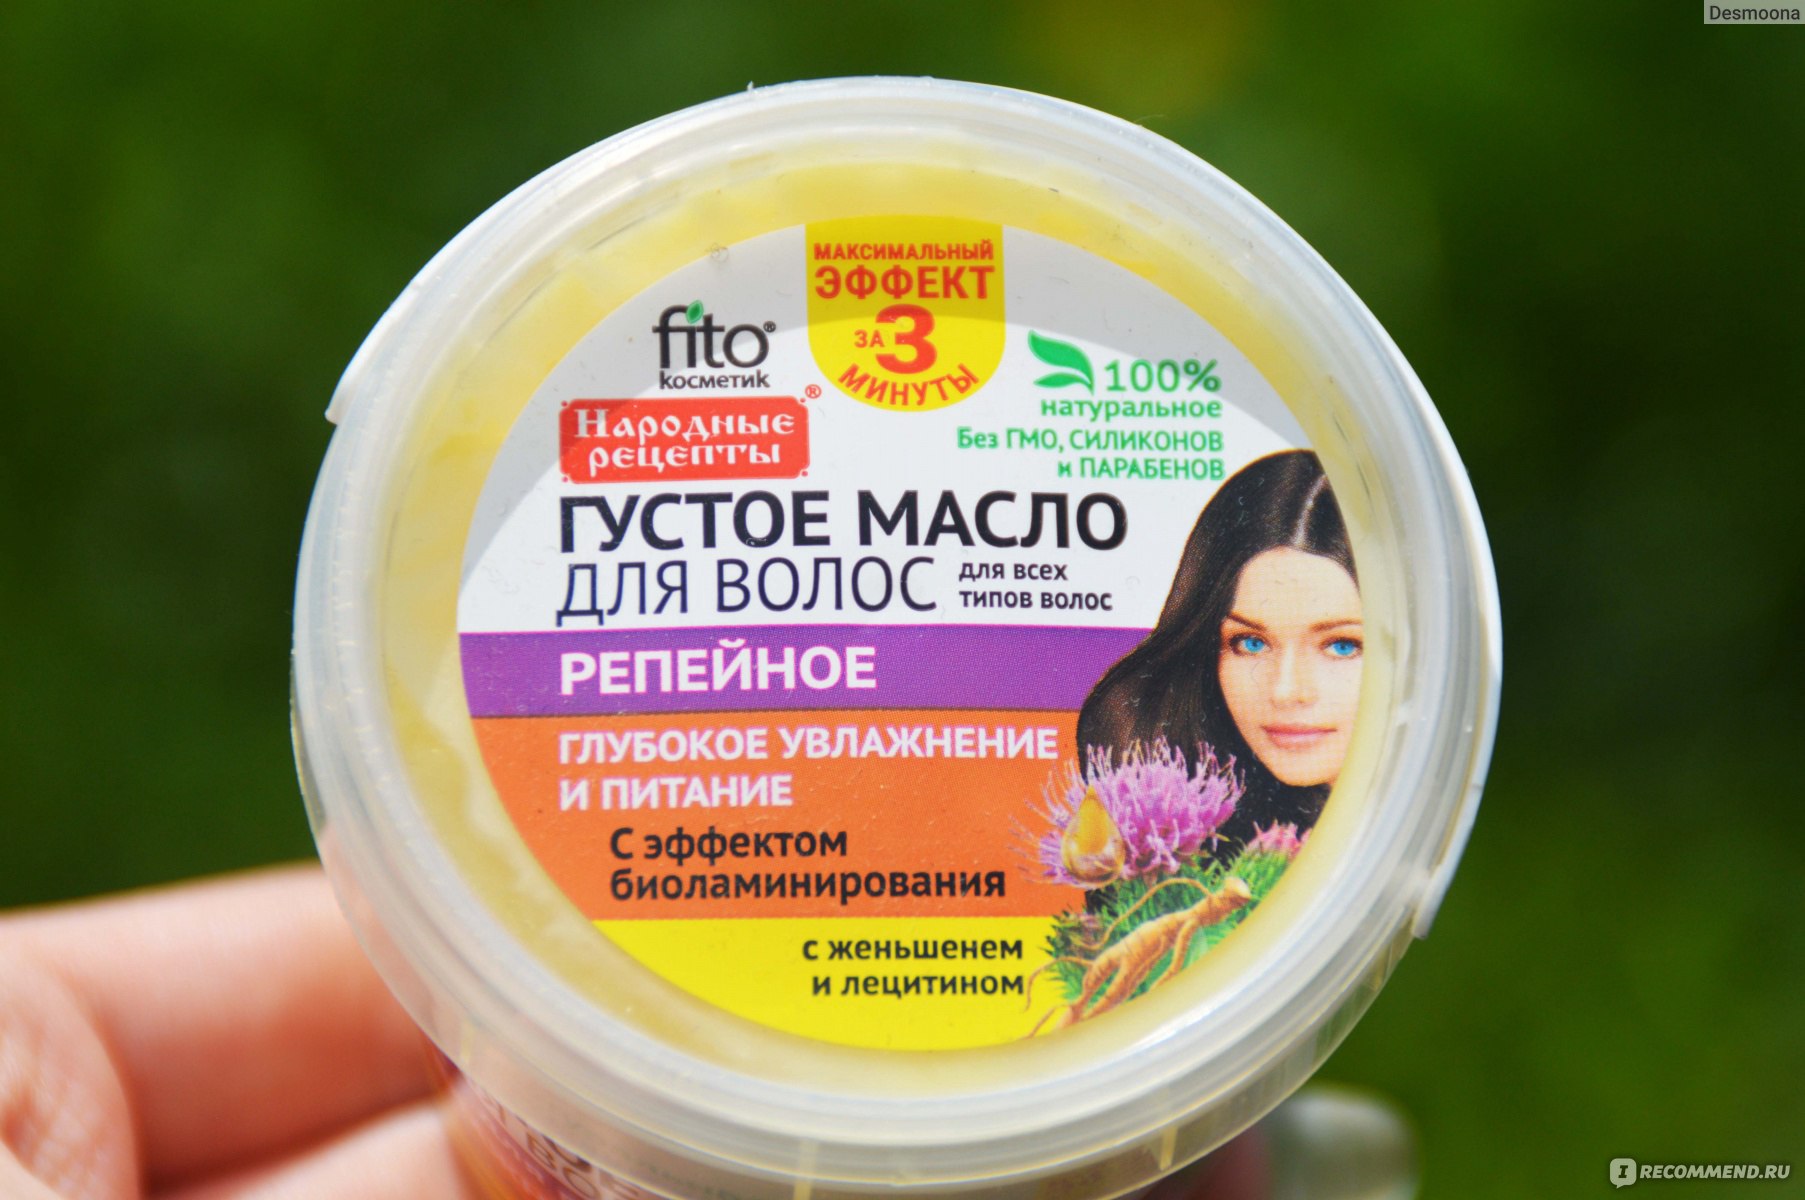 Desmoona
МАКСИМАЛЬНЫЙ
ЭФФЕКТ
ЗА 3
МИНУТЫ
fito®
косметик
Народные
рецепты®
100%
натуральное
Без ГМО, СИЛИКОНОВ
и ПАРАБЕНОВ
ГУСТОЕ МАСЛО
ДЛЯ ВОЛОС
для всех
типов волос
РЕПЕЙНОЕ
ГЛУБОКОЕ УВЛАЖНЕНИЕ
И ПИТАНИЕ
С эффектом
биоламинирования
с женьшенем
и лецитином
IRECOMMEND.RU